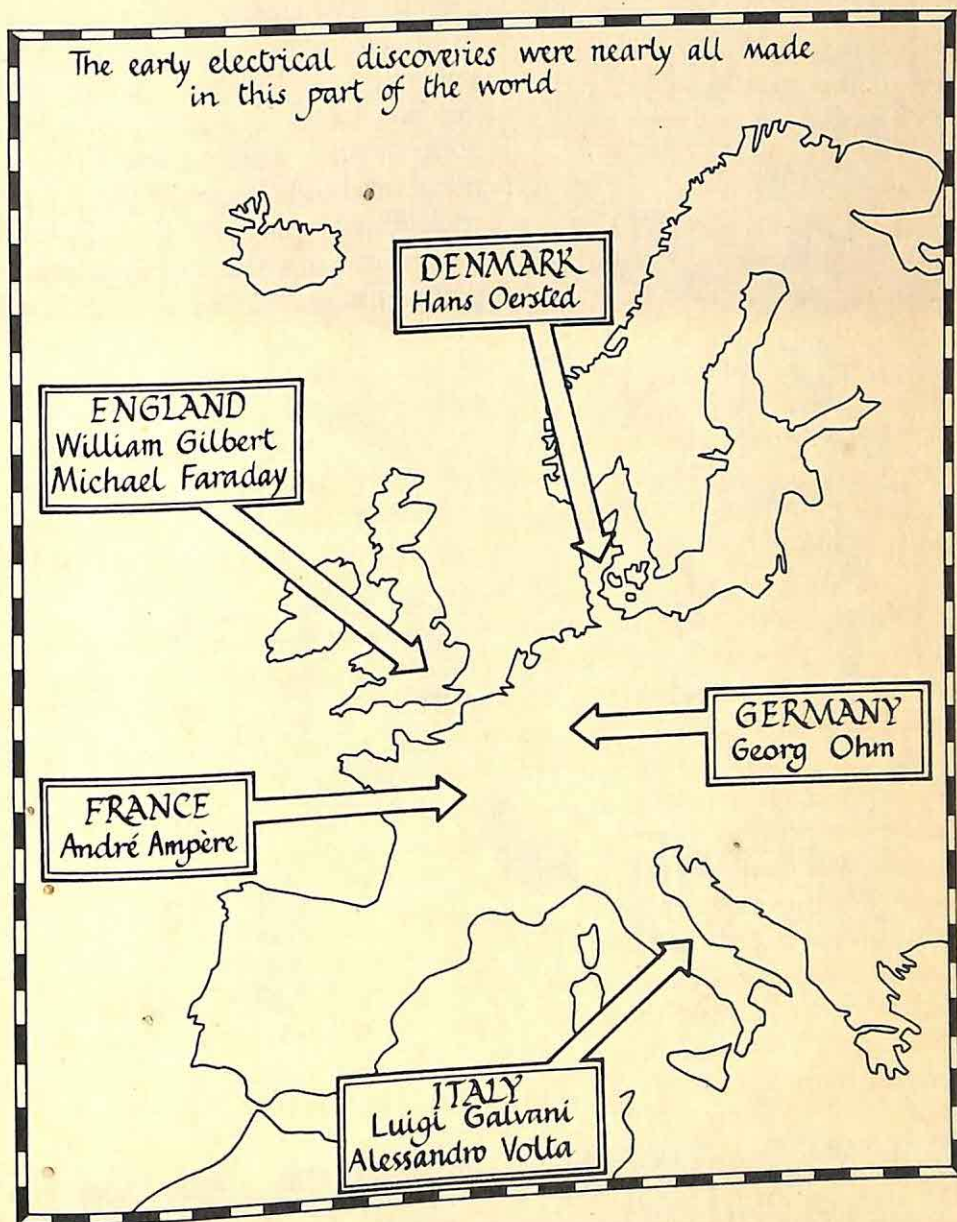 The early electrical discoveries were nearly all made
in this part of the world
DENMARK
Hans Oersted
ENGLAND
William Gilbert
Michael Faraday
GERMANY
Georg Ohm
FRANCE
André Ampère
ITALY
Luigi Galvani
Alessandro Volta